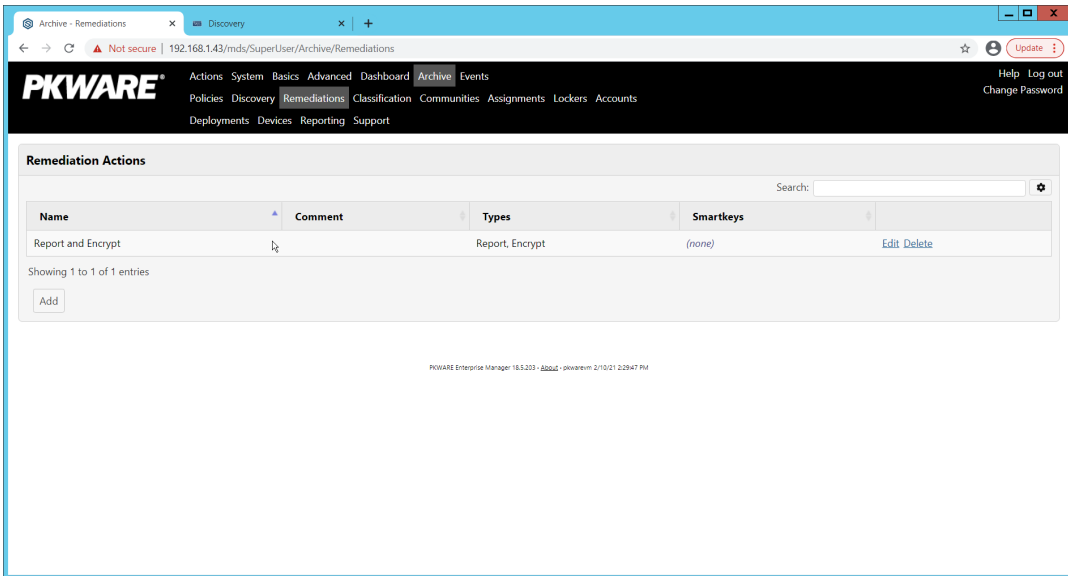 Archive - Remediations
Discovery
Not secure | 192.168.1.43/mds/SuperUser/Archive/Remediations
Update
PKWARE®
Actions System Basics Advanced Dashboard Archive Events
Help Log out
Policies Discovery Remediations Classification Communities Assignments Lockers Accounts
Change Password
Deployments Devices Reporting Support
Remediation Actions
Search:
Name Comment Types Smartkeys
Report and Encrypt Report, Encrypt (none) Edit Delete
Showing 1 to 1 of 1 entries
Add
PKWARE Enterprise Manager 18.5.203 - About - pkwarevm 2/10/21 2:29:47 PM